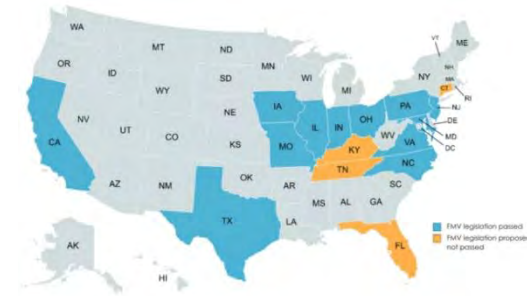 WA
MT
ND
MN
VT
ME
OR
ID
SD
WI
MI
NY
NH
MA
CT
RI
WY
NE
IA
PA
NJ
NV
UT
CO
KS
MO
IL
IN
OH
WV
VA
DE
MD
DC
CA
KY
NC
TN
AZ
NM
OK
AR
SC
MS
AL
GA
TX
LA
FL
AK
HI
FMV legislation passed
FMV legislation propose
not passed